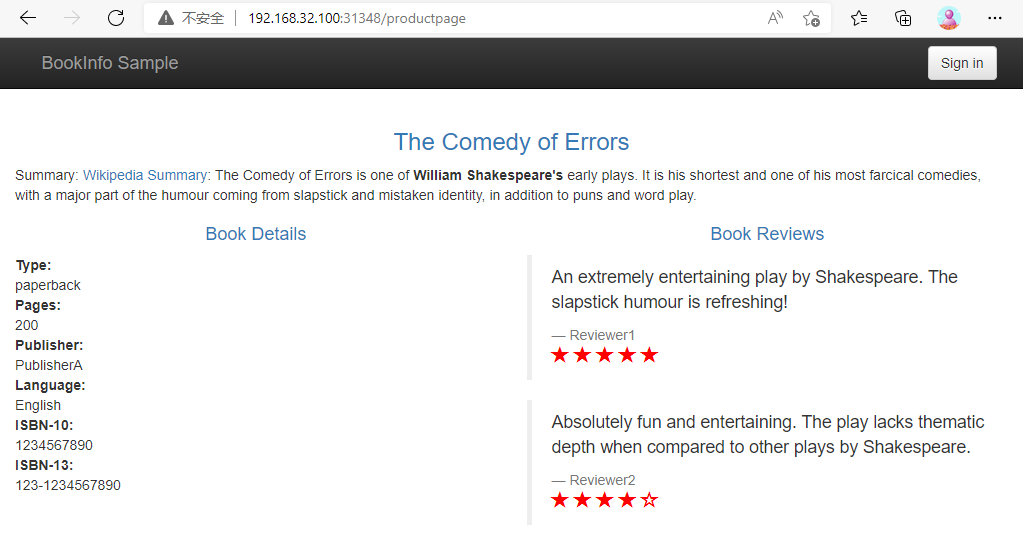 不安全 192.168.32.100:31348/productpage
BookInfo Sample
Sign in
The Comedy of Errors
Summary: Wikipedia Summary: The Comedy of Errors is one of William Shakespeare's early plays. It is his shortest and one of his most farcical comedies,
with a major part of the humour coming from slapstick and mistaken identity, in addition to puns and word play.
Book Details
Type:
paperback
Pages:
200
Publisher:
PublisherA
Language:
English
ISBN-10:
1234567890
ISBN-13:
123-1234567890
Book Reviews
An extremely entertaining play by Shakespeare. The
slapstick humour is refreshing!
— Reviewer1
Absolutely fun and entertaining. The play lacks thematic
depth when compared to other plays by Shakespeare.
— Reviewer2